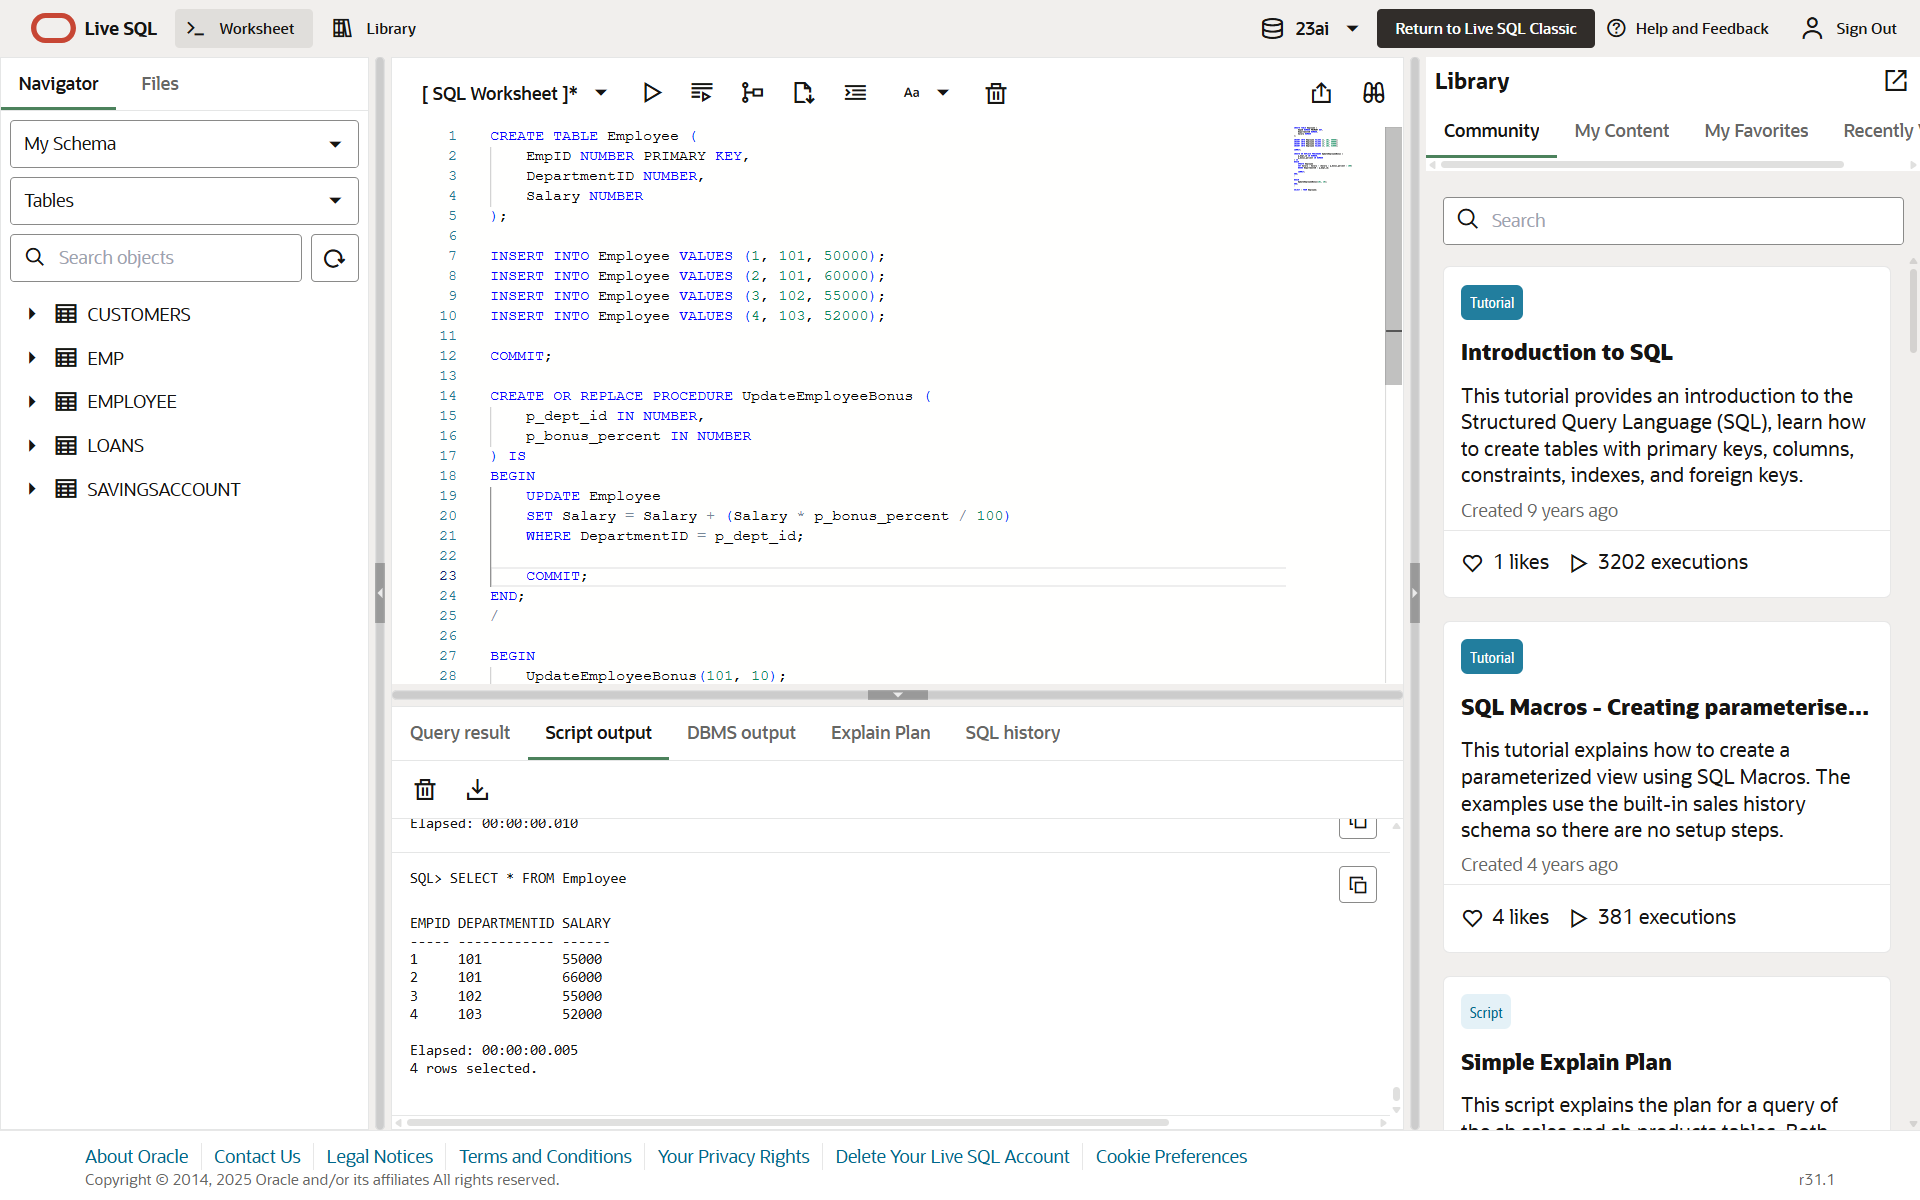 Live SQL
Worksheet
Library
23ai
Return to Live SQL Classic
Help and Feedback
Sign Out
Navigator
Files
My Schema
Tables
Search objects
CUSTOMERS
EMP
EMPLOYEE
LOANS
SAVINGSACCOUNT
[ SQL Worksheet ]*
Aa
1 CREATE TABLE Employee (
2 EmpID NUMBER PRIMARY KEY,
3 DepartmentID NUMBER,
4 Salary NUMBER
5 );
6
7 INSERT INTO Employee VALUES (1, 101, 50000);
8 INSERT INTO Employee VALUES (2, 101, 60000);
9 INSERT INTO Employee VALUES (3, 102, 55000);
10 INSERT INTO Employee VALUES (4, 103, 52000);
11
12 COMMIT;
13
14 CREATE OR REPLACE PROCEDURE UpdateEmployeeBonus (
15 p_dept_id IN NUMBER,
16 p_bonus_percent IN NUMBER
17 ) IS
18 BEGIN
19 UPDATE Employee
20 SET Salary = Salary + (Salary * p_bonus_percent / 100)
21 WHERE DepartmentID = p_dept_id;
22
23 COMMIT;
24 END;
25 /
26
27 BEGIN
28 UpdateEmployeeBonus(101, 10);
Query result
Script output
DBMS output
Explain Plan
SQL history
Elapsed: 00:00:00.010
SQL> SELECT * FROM Employee
EMPID DEPARTMENTID SALARY
----- ------------ ------
1 101 55000
2 101 66000
3 102 55000
4 103 52000
Elapsed: 00:00:00.005
4 rows selected.
Library
Community
My Content
My Favorites
Recently
Search
Tutorial
Introduction to SQL
This tutorial provides an introduction to the
Structured Query Language (SQL), learn how
to create tables with primary keys, columns,
constraints, indexes, and foreign keys.
Created 9 years ago
1 likes
3202 executions
Tutorial
SQL Macros - Creating parameterise...
This tutorial explains how to create a
parameterized view using SQL Macros. The
examples use the built-in sales history
schema so there are no setup steps.
Created 4 years ago
4 likes
381 executions
Script
Simple Explain Plan
This script explains the plan for a query of
the sh.sales and sh.products tables. Both
About Oracle
Contact Us
Legal Notices
Terms and Conditions
Your Privacy Rights
Delete Your Live SQL Account
Cookie Preferences
Copyright © 2014, 2025 Oracle and/or its affiliates All rights reserved.
r31.1